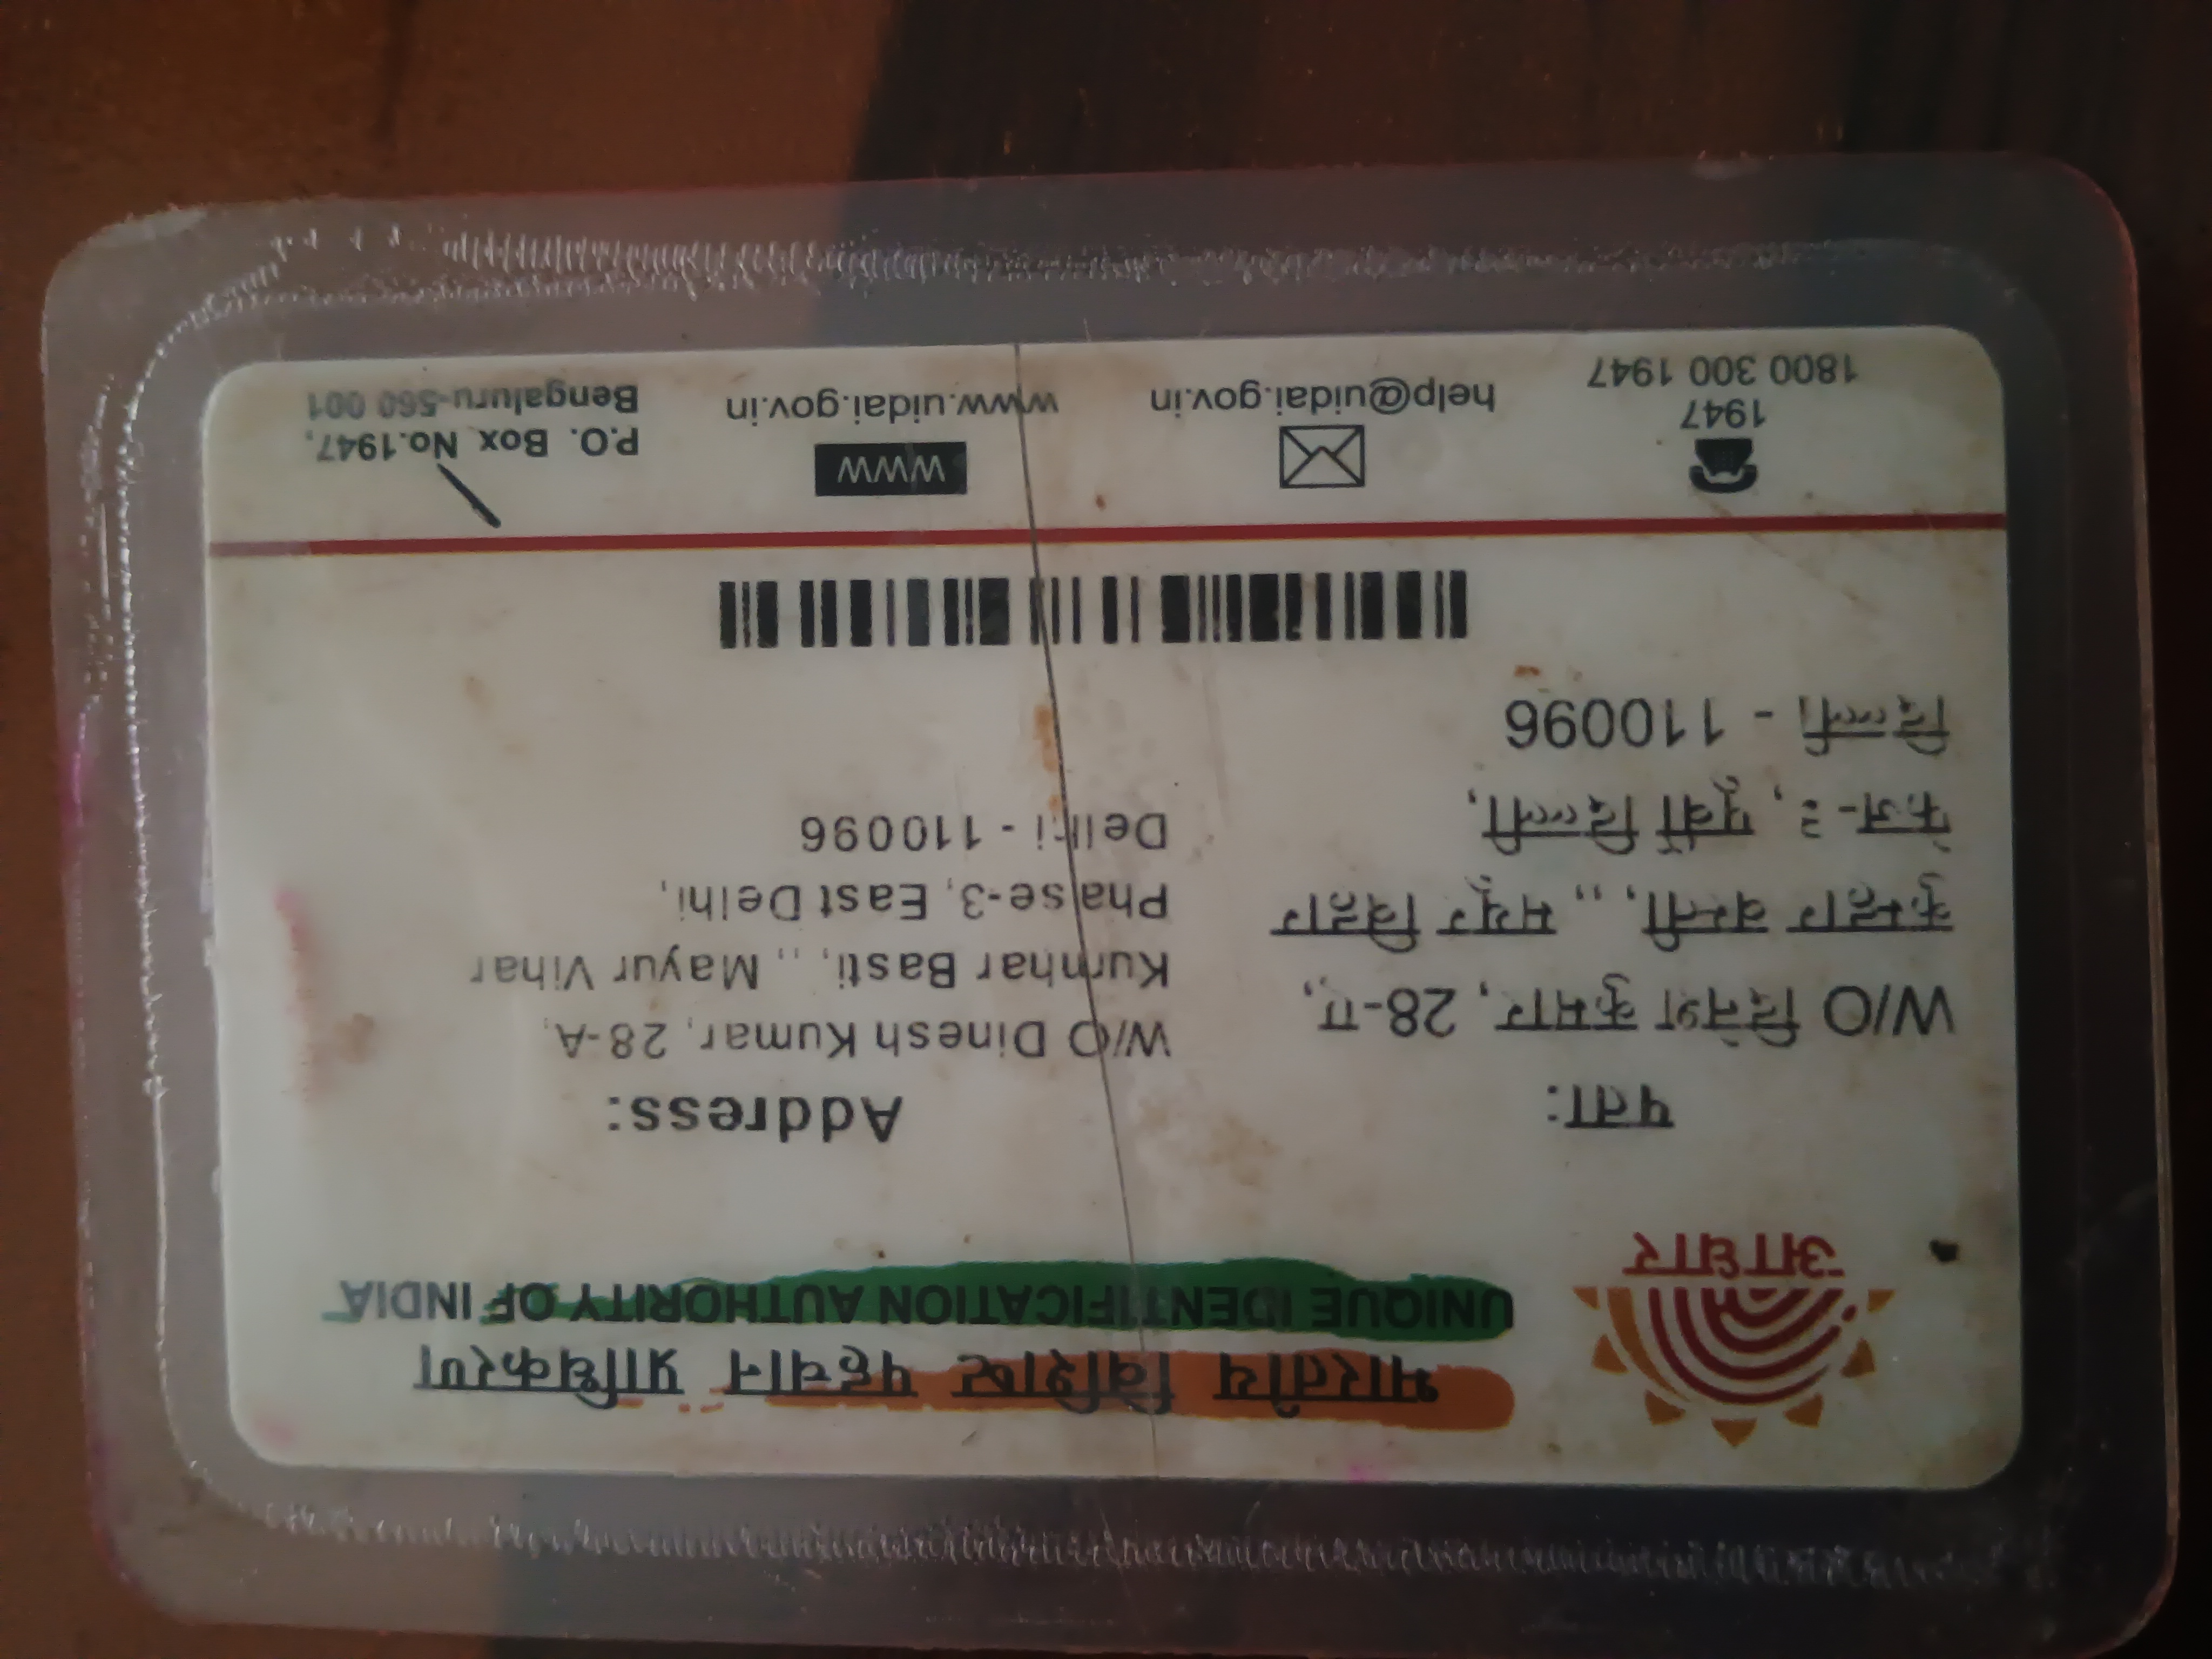 भारतीय विशिष्ट पहचान प्राधिकरण
UNIQUE IDENTIFICATION AUTHORITY OF INDIA
आधार
पता:
W/O दिनेश कुमार, 28-ए,
कुम्हार बस्ती, ,, मयूर विहार
फेज-३, पूर्वी दिल्ली,
दिल्ली - 110096
Address:
W/O Dinesh Kumar, 28-A,
Kumhar Basti, ,, Mayur Vihar
Phase-3, East Delhi,
Delhi - 110096
1947
1800 300 1947
help@uidai.gov.in
WWW
www.uidai.gov.in
P.O. Box No.1947,
Bengaluru-560 001